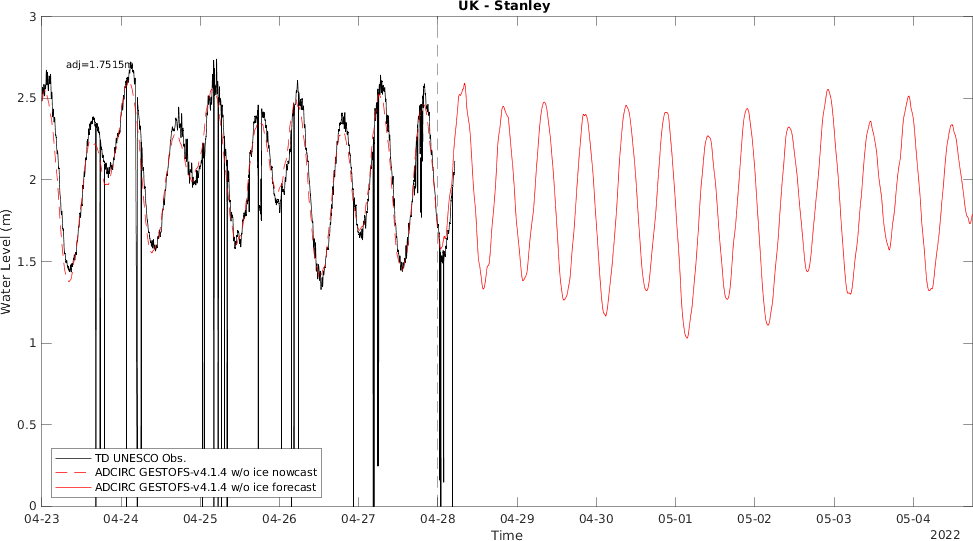 UK - Stanley
adj=1.7515m
Water Level (m)
3
2.5
2
1.5
1
0.5
0
TD UNESCO Obs.
ADCIRC GESTOFS-v4.1.4 w/o ice nowcast
ADCIRC GESTOFS-v4.1.4 w/o ice forecast
04-23 04-24 04-25 04-26 04-27 04-28 04-29 04-30 05-01 05-02 05-03 05-04
Time
2022